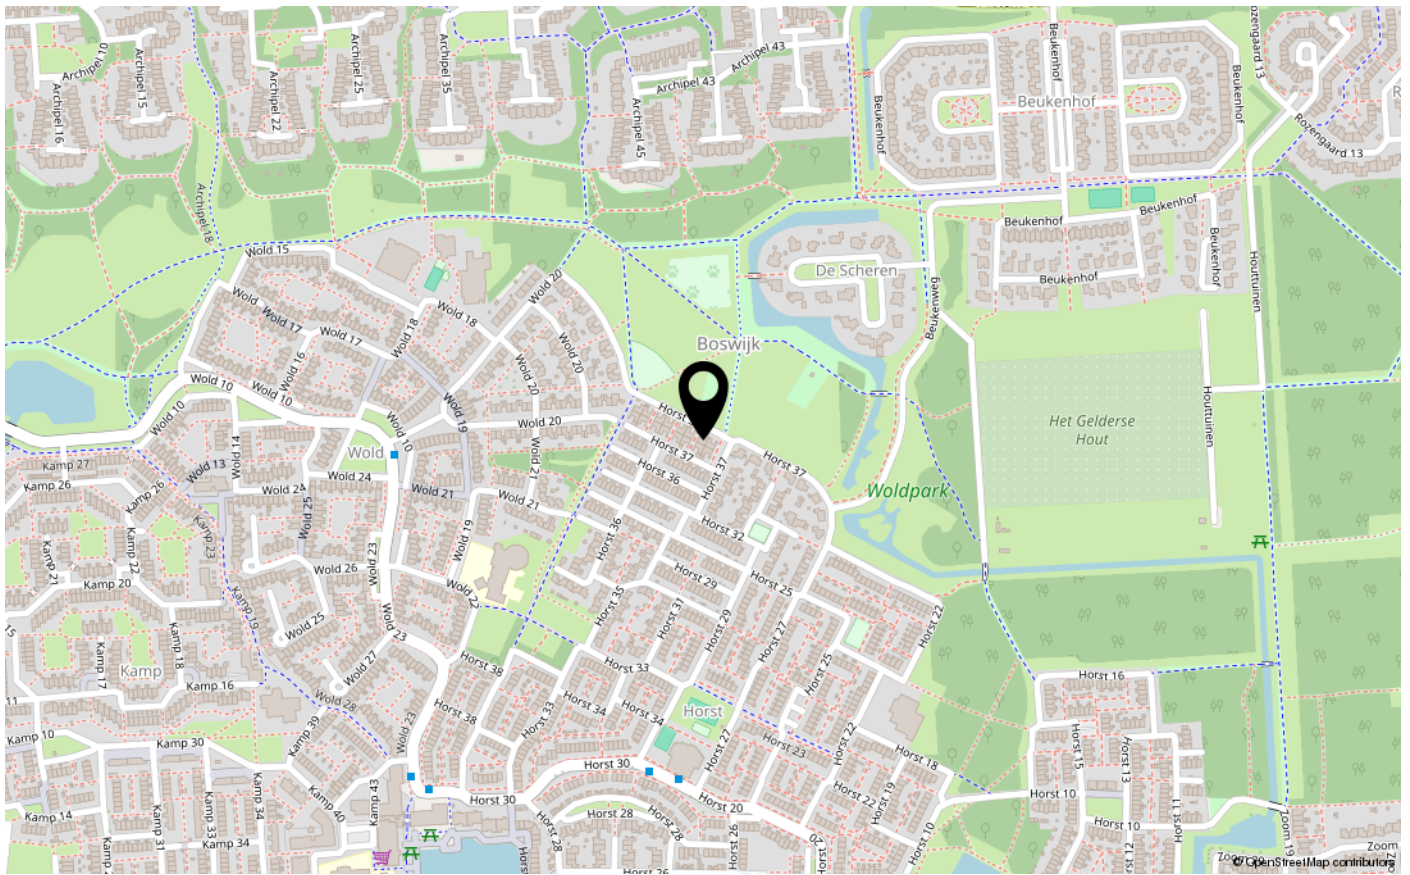 Archipel 10
Archipel 15
Archipel 16
Archipel 22
Archipel 25
Archipel 35
Archipel 43
Archipel 43
Archipel 45
Archipel 18
Beukenhof
Beukenhof
Beukenhof
Beukenhof
Rozengaard 13
Rozengaard 13
Beukenhof
Beukenhof
Beukenhof
Beukenhof
Houttuinen
Houttuinen
De Scheren
Beukenweg
Boswijk
Het Gelderse
Hout
Woldpark
Wold 15
Wold 17
Wold 17
Wold 16
Wold 18
Wold 18
Wold 20
Wold 20
Wold 20
Wold 20
Wold 10
Wold 10
Wold 10
Wold 10
Wold 19
Wold 14
Wold
Wold 13
Wold 24
Wold 24
Wold 21
Wold 21
Wold 21
Wold 25
Wold 19
Wold 23
Wold 26
Wold 22
Wold 25
Wold 23
Wold 27
Wold 28
Wold 23
Kamp 27
Kamp 26
Kamp 26
Kamp 23
Kamp 21
Kamp 22
Kamp 20
Kamp 19
15
Kamp 18
Kamp 17
Kamp
Kamp 16
11
Kamp 10
Kamp 30
Kamp 39
Kamp 43
Kamp 40
Kamp 14
Kamp 31
Kamp 33
Kamp 34
Kamp 34
Horst
Horst 37
Horst 37
Horst 37
Horst 36
Horst 36
Horst 32
Horst 29
Horst 25
Horst 35
Horst 31
Horst 29
Horst 27
Horst 22
Horst 33
Horst 25
Horst 38
Horst 34
Horst 34
Horst 38
Horst 33
Horst
Horst 27
Horst 23
Horst 22
Horst 18
Horst 30
Horst 30
Horst 20
Horst 22
Horst 19
Horst 28
Horst 28
Horst 28
Horst 26
Horst 26
Horst 20
Horst 10
Horst 16
Horst 15
Horst 13
Horst 10
Horst 11
Horst 10
Horst 12
Zoom 19
Zoom
Zoom 20
© OpenStreetMap contributors